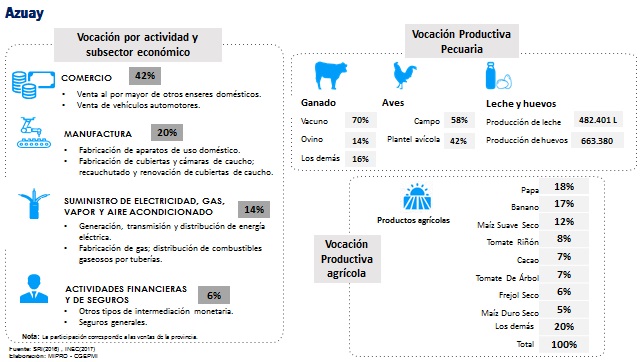 Azuay
Vocación por actividad y
subsector económico
COMERCIO 42%
• Venta al por mayor de otros enseres domésticos.
• Venta de vehículos automotores.
MANUFACTURA 20%
• Fabricación de aparatos de uso doméstico.
• Fabricación de cubiertas y cámaras de caucho;
recauchutado y renovación de cubiertas de caucho.
SUMINISTRO DE ELECTRICIDAD, GAS,
VAPOR Y AIRE ACONDICIONADO 14%
• Generación, transmisión y distribución de energía
eléctrica.
• Fabricación de gas; distribución de combustibles
gaseosos por tuberías.
ACTIVIDADES FINANCIERAS
Y DE SEGUROS 6%
• Otros tipos de intermediación monetaria.
• Seguros generales.
Nota: La participación corresponde a las ventas de la provincia.
Fuente: SRI(2016) , INEC(2017)
Elaboración: MIPRO - CGEPMI
Vocación Productiva
Pecuaria
Ganado
Vacuno 70%
Ovino 14%
Los demás 16%
Aves
Campo 58%
Plantel avícola 42%
Leche y huevos
Producción de leche 482.401 L
Producción de huevos 663.380
Vocación
Productiva
agrícola
Productos agrícolas
Papa 18%
Banano 17%
Maíz Suave Seco 12%
Tomate Riñón 8%
Cacao 7%
Tomate De Árbol 7%
Frejol Seco 6%
Maíz Duro Seco 5%
Los demás 20%
Total 100%